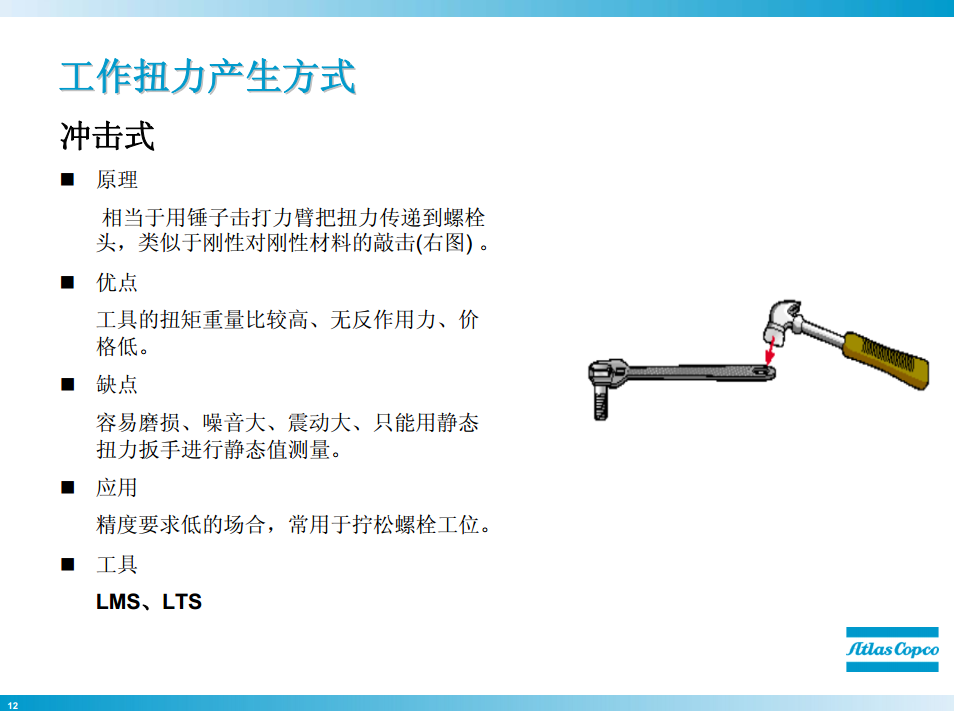 工作扭力产生方式
冲击式
■ 原理
相当于用锤子击打力臂把扭力传递到螺栓
头，类似于刚性对刚性材料的敲击(右图) 。
■ 优点
工具的扭矩重量比较高、无反作用力、价
格低。
■ 缺点
容易磨损、噪音大、震动大、只能用静态
扭力扳手进行静态值测量。
■ 应用
精度要求低的场合，常用于拧松螺栓工位。
■ 工具
LMS、LTS
Atlas Copco
12